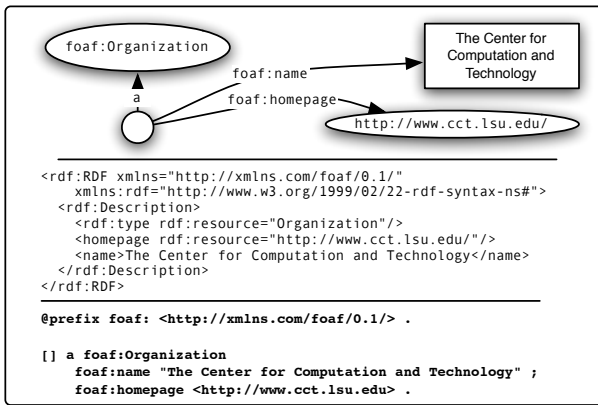 foaf:Organization
The Center for
Computation and
Technology
foaf:name
a
foaf:homepage
http://www.cct.lsu.edu/
<rdf:RDF xmlns="http://xmlns.com/foaf/0.1/"
xmlns:rdf="http://www.w3.org/1999/02/22-rdf-syntax-ns#">
<rdf:Description>
<rdf:type rdf:resource="Organization"/>
<homepage rdf:resource="http://www.cct.lsu.edu/"/>
<name>The Center for Computation and Technology</name>
</rdf:Description>
</rdf:RDF>
@prefix foaf: <http://xmlns.com/foaf/0.1/> .
[] a foaf:Organization
foaf:name "The Center for Computation and Technology" ;
foaf:homepage <http://www.cct.lsu.edu> .